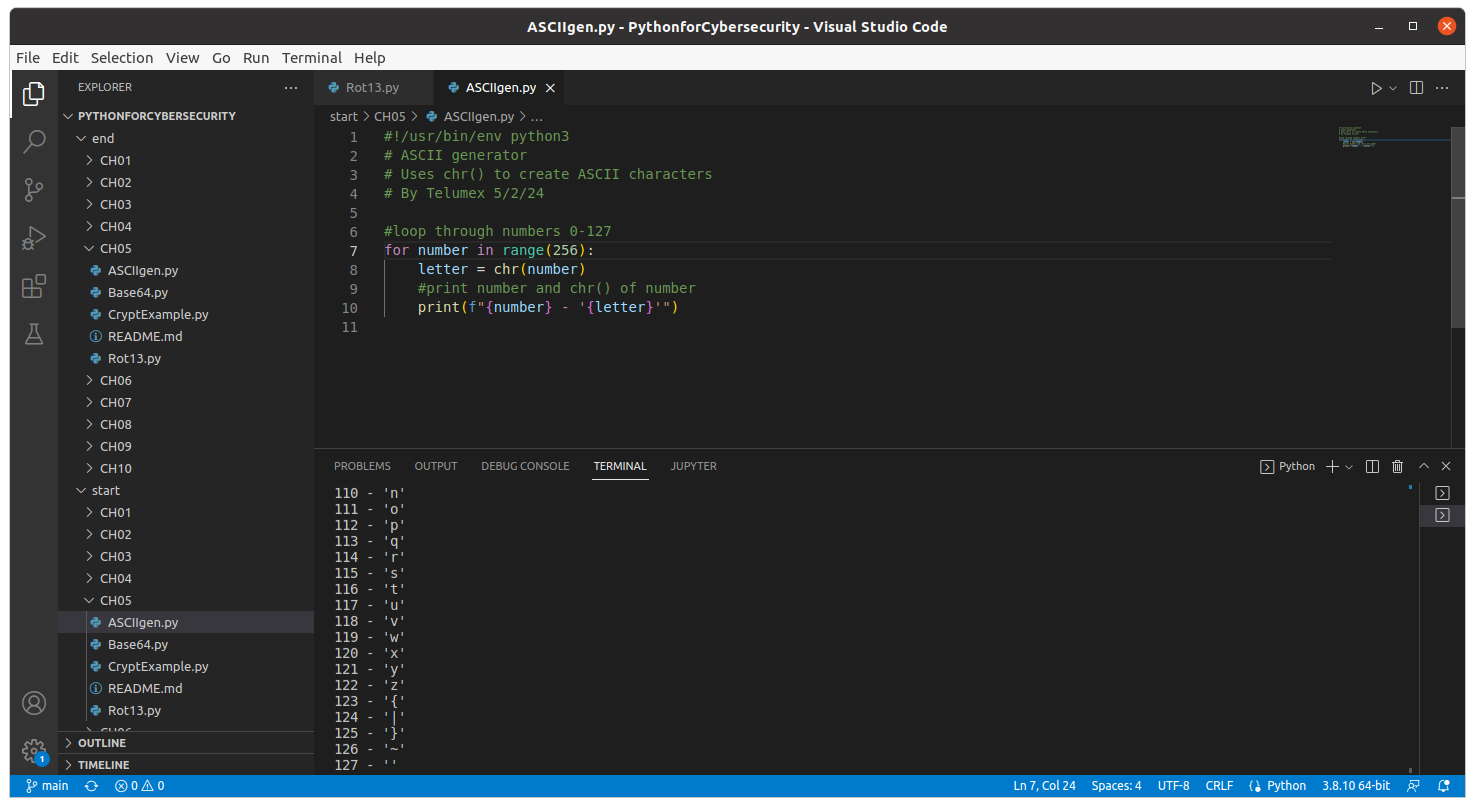 ASCIIgen.py - PythonforCybersecurity - Visual Studio Code
File Edit Selection View Go Run Terminal Help
EXPLORER
PYTHONFORCYBERSECURITY
end
CH01
CH02
CH03
CH04
CH05
ASCIIgen.py
Base64.py
CryptExample.py
README.md
Rot13.py
CH06
CH07
CH08
CH09
CH10
start
CH01
CH02
CH03
CH04
CH05
ASCIIgen.py
Base64.py
CryptExample.py
README.md
Rot13.py
CH06
OUTLINE
TIMELINE
Rot13.py ASCIIgen.py
start > CH05 > ASCIIgen.py > ...
1 #!/usr/bin/env python3
2 # ASCII generator
3 # Uses chr() to create ASCII characters
4 # By Telumex 5/2/24
5
6 #loop through numbers 0-127
7 for number in range(256):
8 letter = chr(number)
9 #print number and chr() of number
10 print(f"{number} - '{letter}'")
11
PROBLEMS OUTPUT DEBUG CONSOLE TERMINAL JUPYTER
Python
110 - 'n'
111 - 'o'
112 - 'p'
113 - 'q'
114 - 'r'
115 - 's'
116 - 't'
117 - 'u'
118 - 'v'
119 - 'w'
120 - 'x'
121 - 'y'
122 - 'z'
123 - '{'
124 - '|'
125 - '}'
126 - '~'
127 - ''
1
main 0 0 Ln 7, Col 24 Spaces: 4 UTF-8 CRLF Python 3.8.10 64-bit